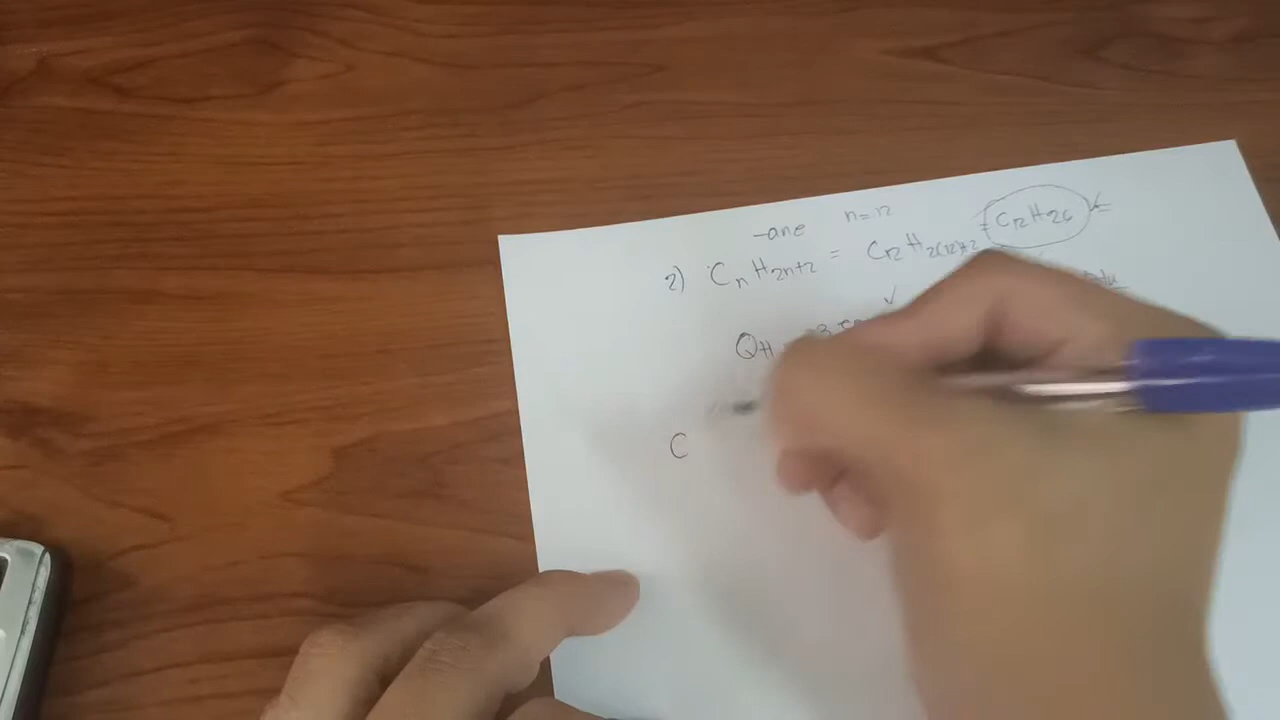 -ane n=12
2) CnH2n+2 = C12H2(12)+2 = C12H26
QH
C